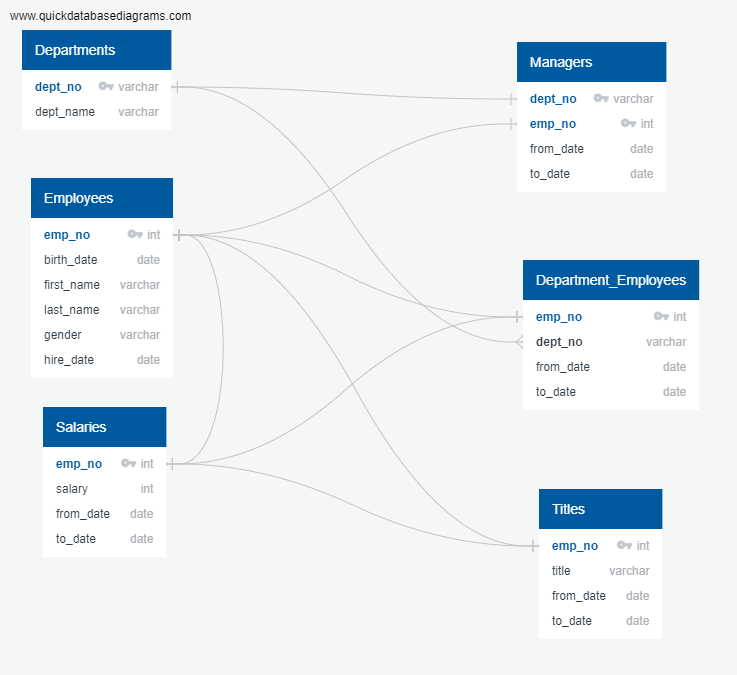 www.quickdatabasediagrams.com
Departments
dept_no varchar
dept_name varchar
Managers
dept_no varchar
emp_no int
from_date date
to_date date
Employees
emp_no int
birth_date date
first_name varchar
last_name varchar
gender varchar
hire_date date
Department_Employees
emp_no int
dept_no varchar
from_date date
to_date date
Salaries
emp_no int
salary int
from_date date
to_date date
Titles
emp_no int
title varchar
from_date date
to_date date